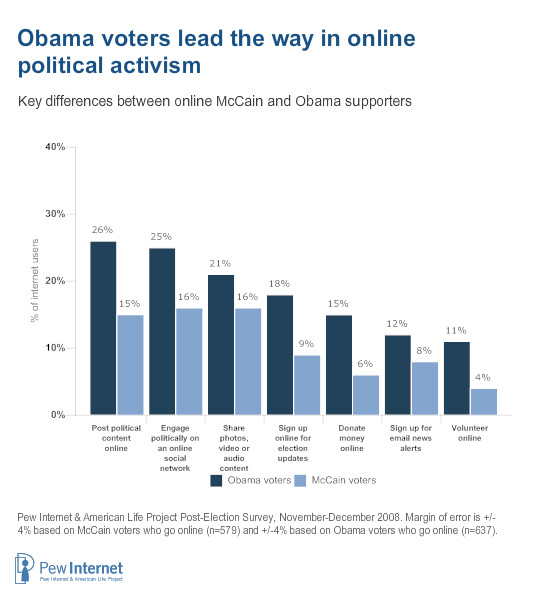 Obama voters lead the way in online
political activism
Key differences between online McCain and Obama supporters
% of internet users
40%
30%
20%
10%
0%
26%
15%
25%
16%
21%
16%
18%
9%
15%
6%
12%
8%
11%
4%
Post political
content
online
Engage
politically on
an online
social
network
Share
photos,
video or
audio
content
Sign up
online for
election
updates
Donate
money
online
Sign up for
email news
alerts
Volunteer
online
Obama voters
McCain voters
Pew Internet & American Life Project Post-Election Survey, November-December 2008. Margin of error is +/-
4% based on McCain voters who go online (n=579) and +/-4% based on Obama voters who go online (n=637).
Pew Internet
Pew Internet & American Life Project